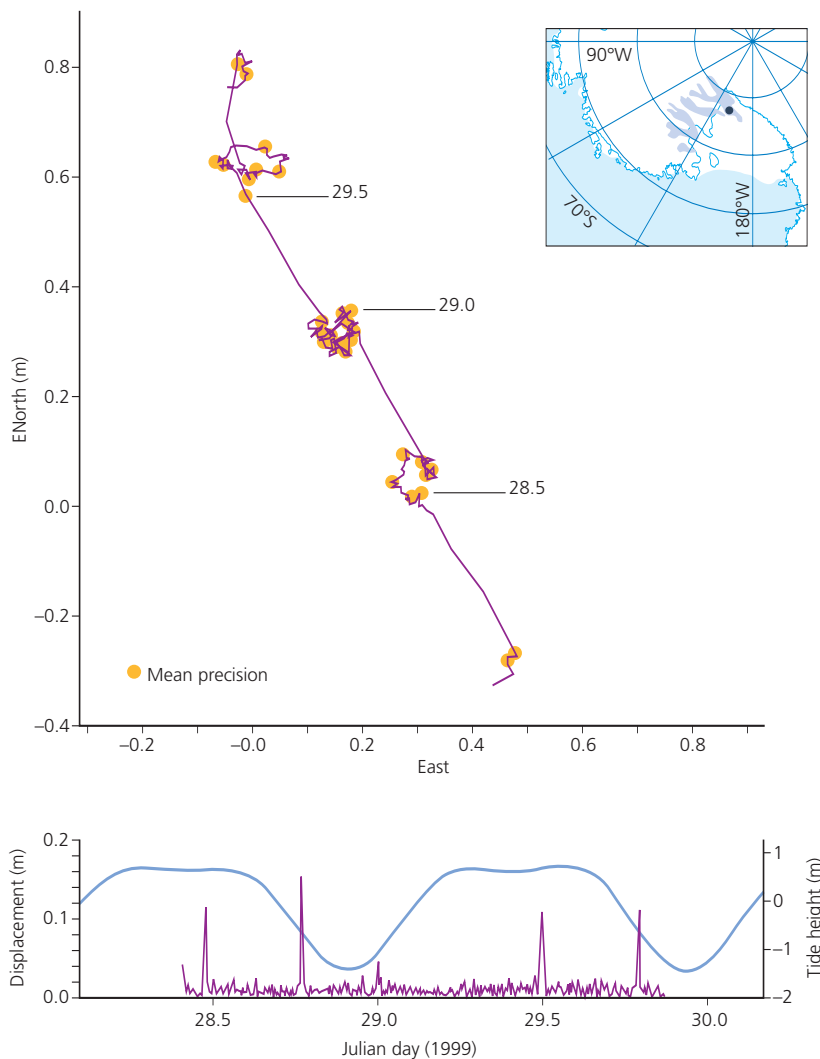 0.8
0.6
0.4
0.2
0.0
−0.2
−0.4
ENorth (m)
90°W
70°S
180°W
29.5
29.0
28.5
Mean precision
−0.2 −0.0 0.2 0.4 0.6 0.8
East
0.2
0.1
0.0
Displacement (m)
1
0
−1
−2
Tide height (m)
28.5 29.0 29.5 30.0
Julian day (1999)